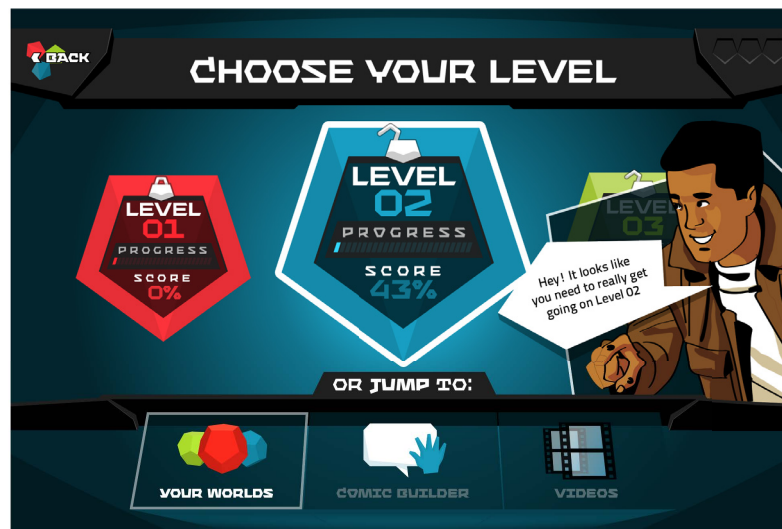 BACK
CHOOSE YOUR LEVEL
LEVEL
01
PROGRESS
SCORE
0%
LEVEL
02
PROGRESS
SCORE
43%
LEVEL
03
Hey! It looks like
you need to really get
going on Level 02
OR JUMP TO:
YOUR WORLDS
COMIC BUILDER
VIDEOS